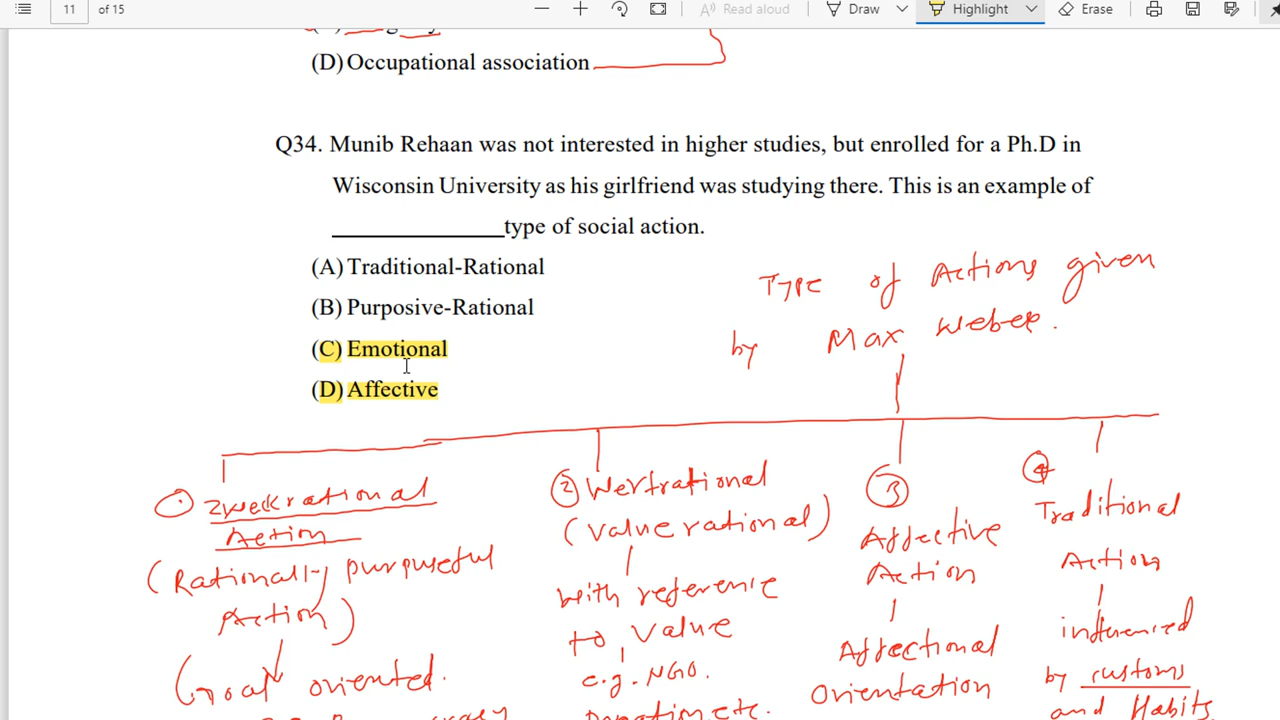 11 of 15
Read aloud Draw Highlight Erase
(D) Occupational association
Q34. Munib Rehaan was not interested in higher studies, but enrolled for a Ph.D in
Wisconsin University as his girlfriend was studying there. This is an example of
_______________type of social action.
(A) Traditional-Rational
(B) Purposive-Rational
(C) Emotional
(D) Affective
Type of Actions given
by Max Weber.
① Zweckrational
Action
(Rationally purpuseful
Action)
Goal oriented.
② Wertrational
(Value rational)
With reference
to Value
e.g. NGO.
Donation etc.
③
Affective
Action
Affectional
Orientation
④
Traditional
Action
influenced
by customs
and Habits